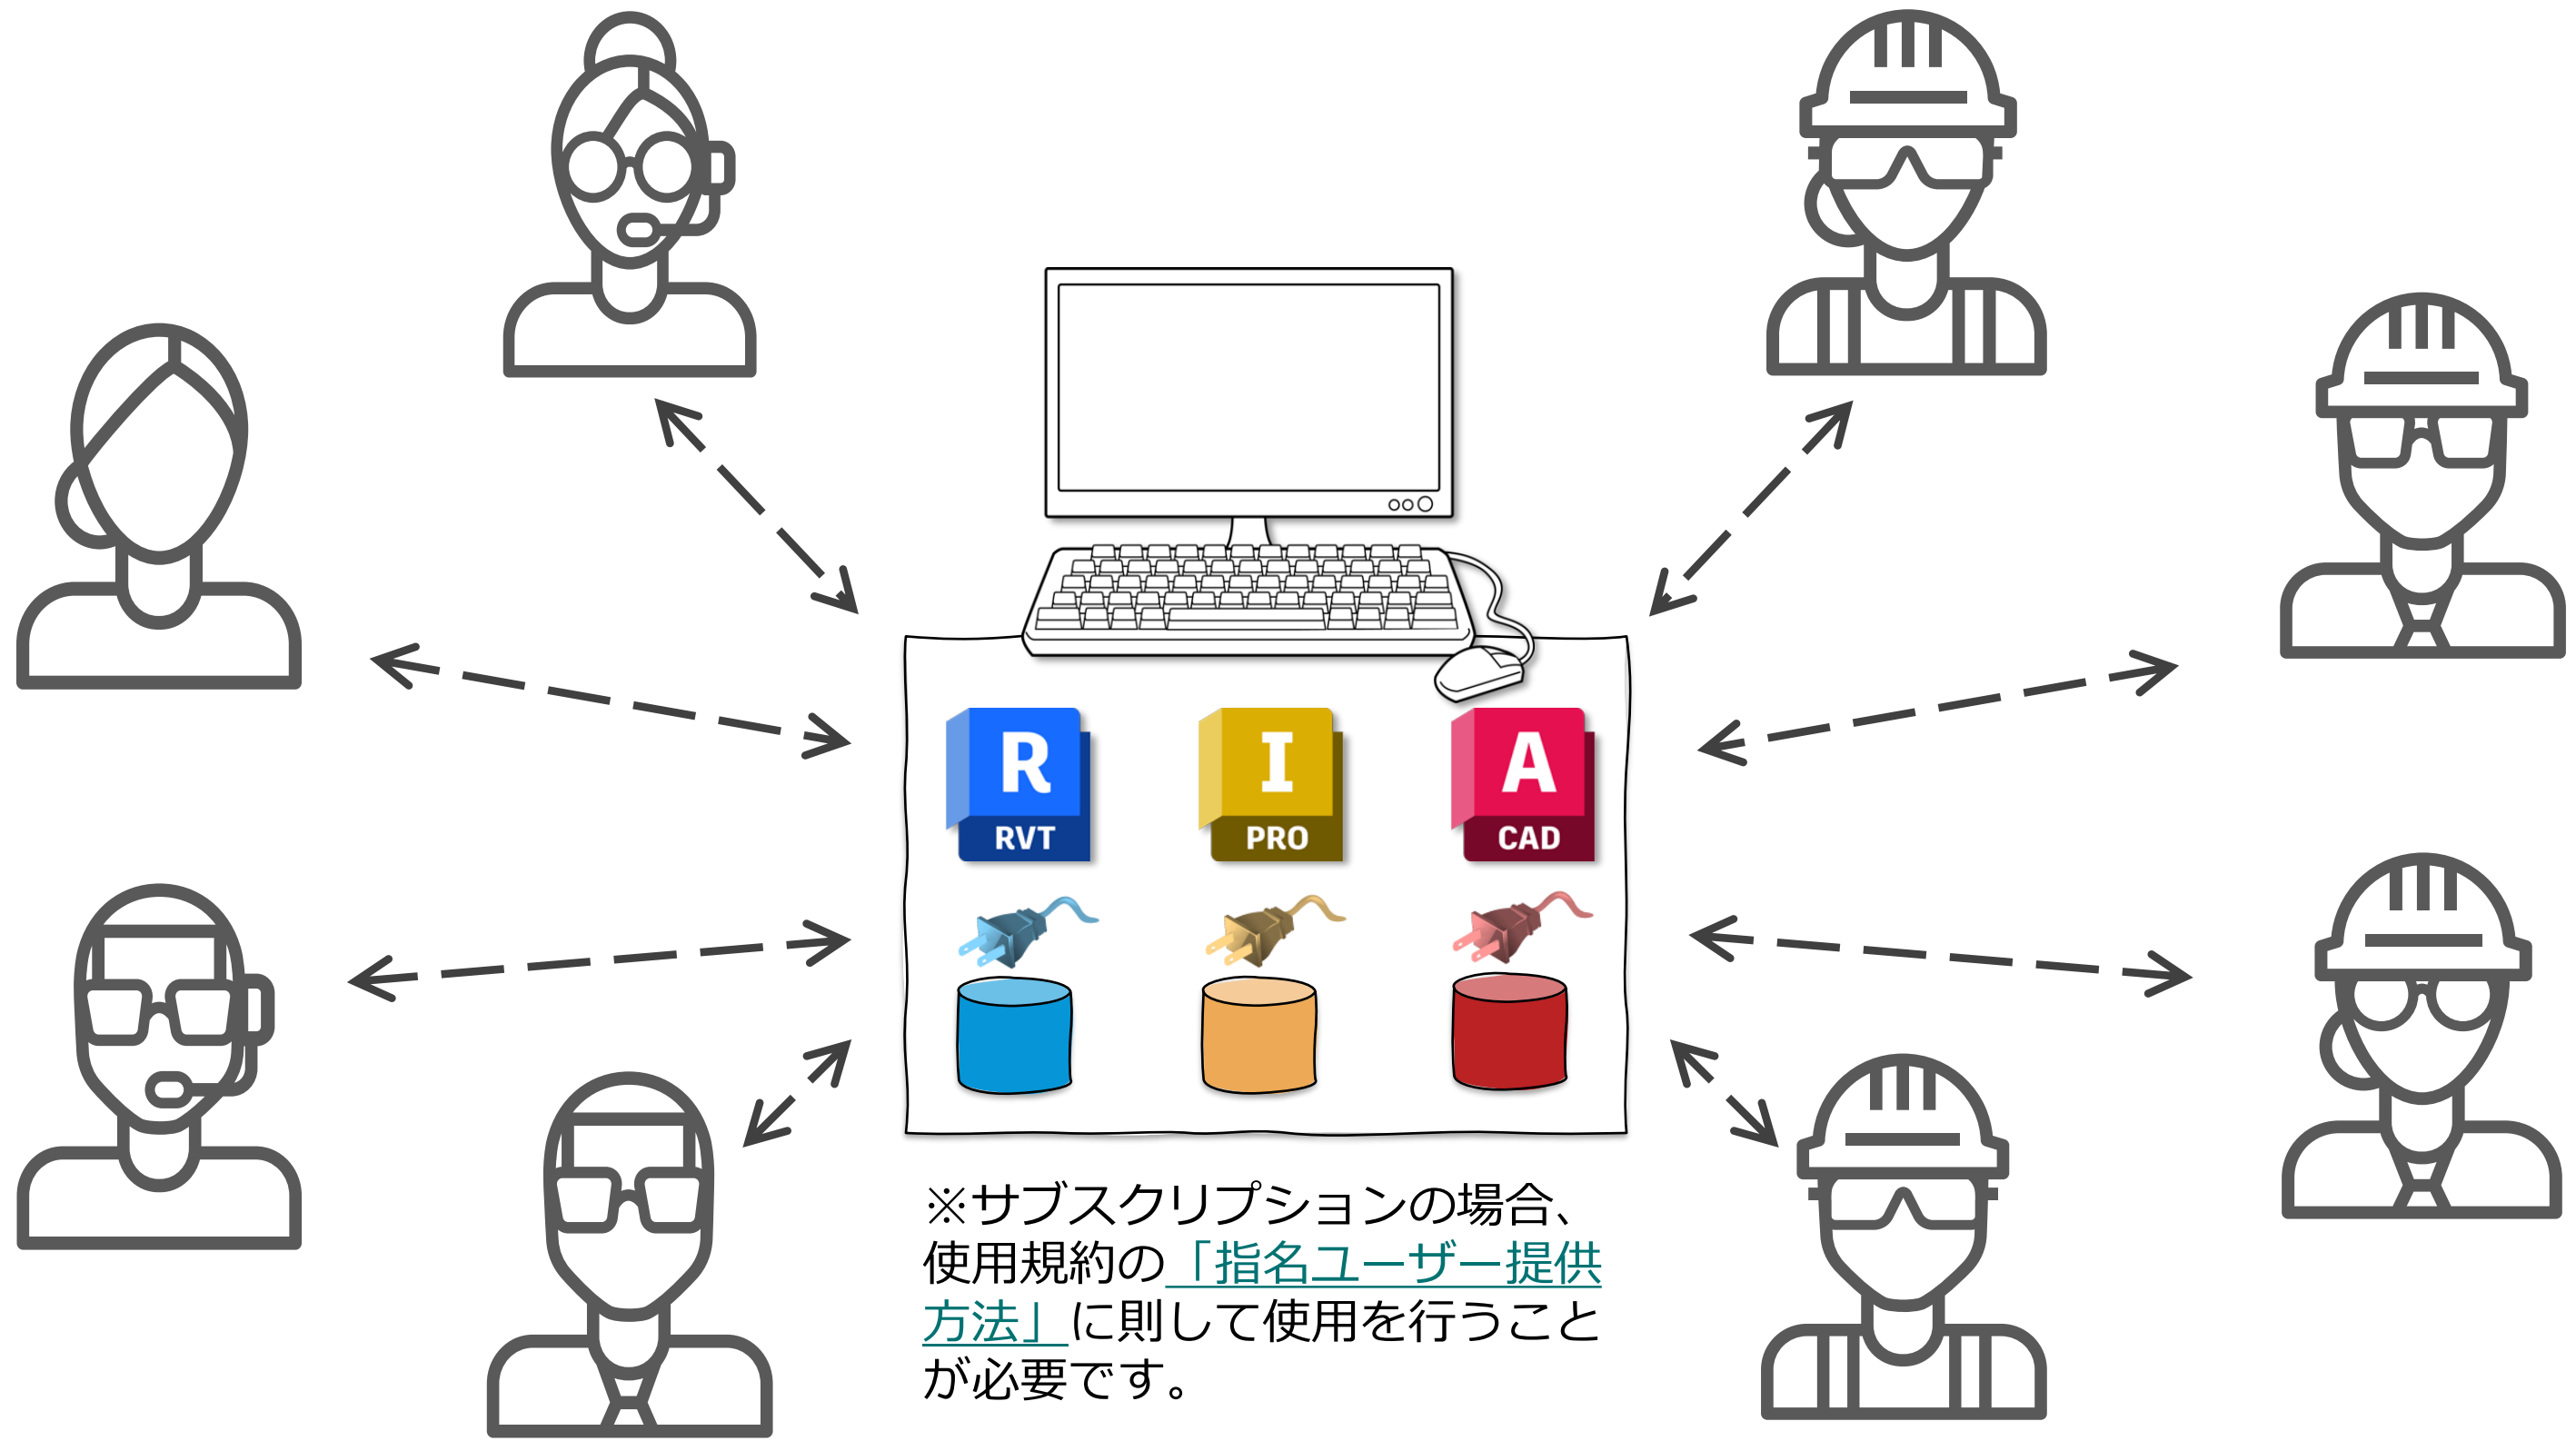 R
RVT
I
PRO
A
CAD
※サブスクリプションの場合、
使用規約の「指名ユーザー提供
方法」に則して使用を行うこと
が必要です。